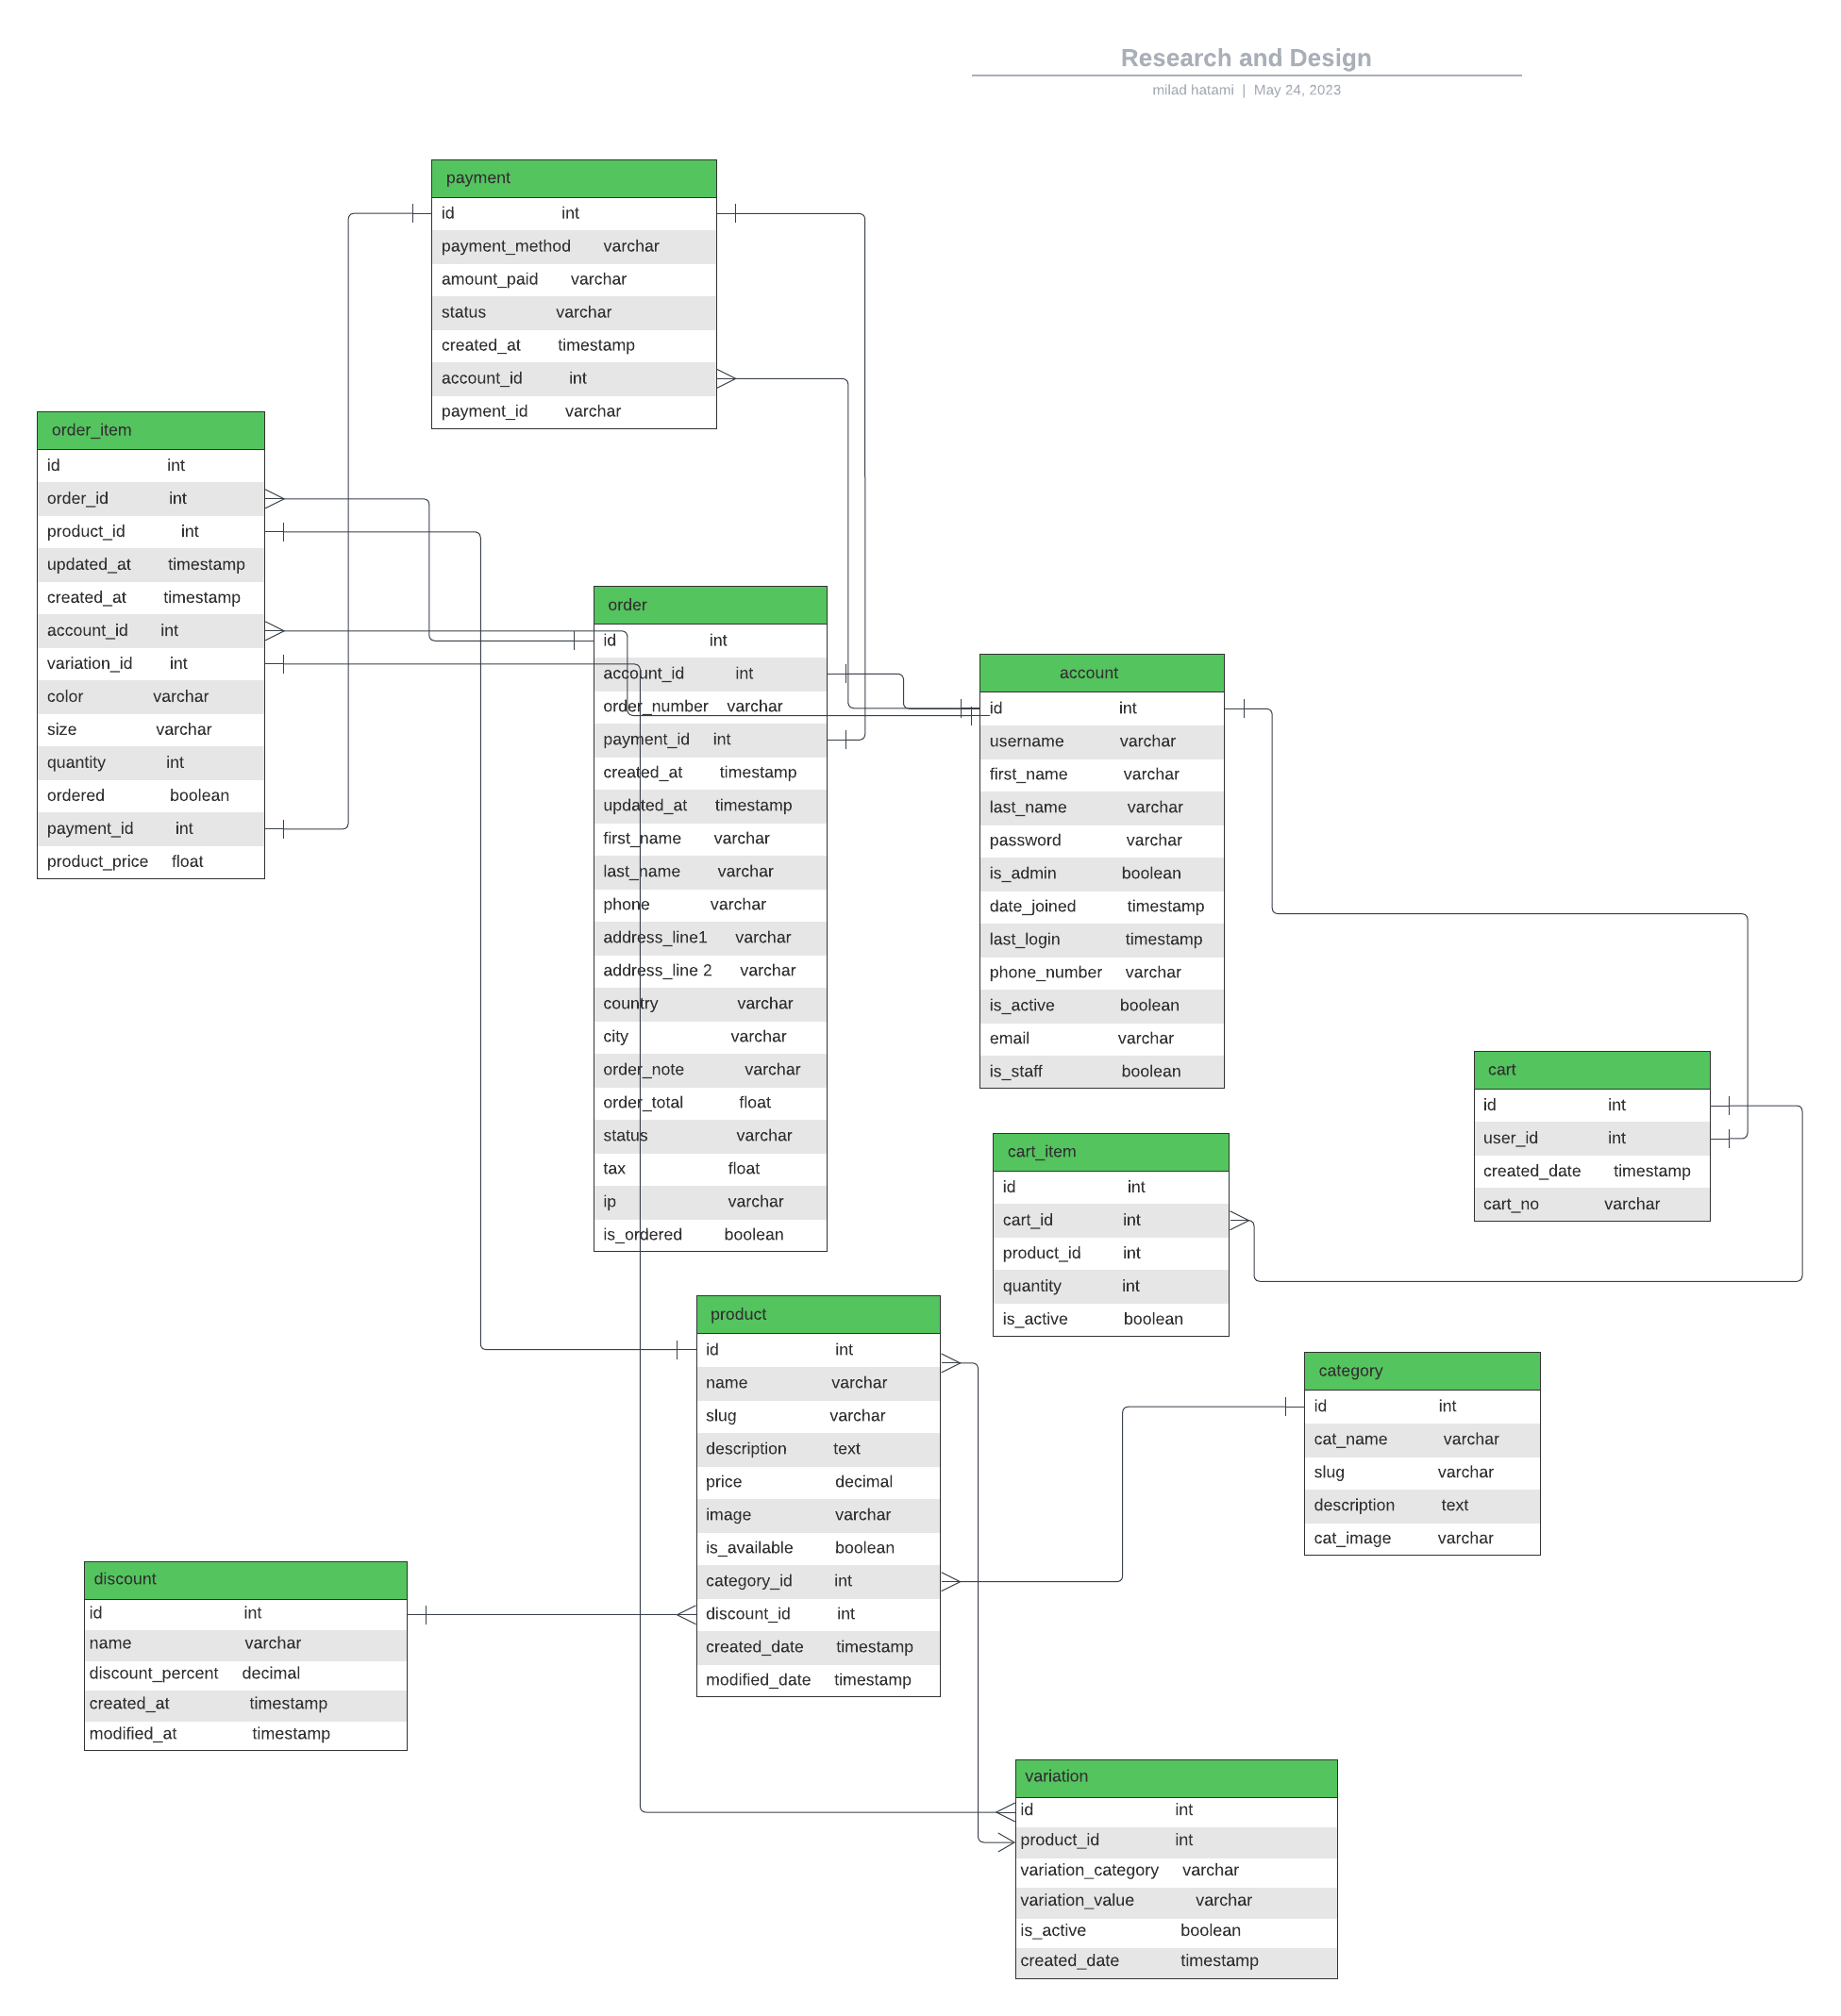 Research and Design
milad hatami | May 24, 2023
payment
id int
payment_method varchar
amount_paid varchar
status varchar
created_at timestamp
account_id int
payment_id varchar
order_item
id int
order_id int
product_id int
updated_at timestamp
created_at timestamp
account_id int
variation_id int
color varchar
size varchar
quantity int
ordered boolean
payment_id int
product_price float
order
id int
account_id int
order_number varchar
payment_id int
created_at timestamp
updated_at timestamp
first_name varchar
last_name varchar
phone varchar
address_line1 varchar
address_line 2 varchar
country varchar
city varchar
order_note varchar
order_total float
status varchar
tax float
ip varchar
is_ordered boolean
account
id int
username varchar
first_name varchar
last_name varchar
password varchar
is_admin boolean
date_joined timestamp
last_login timestamp
phone_number varchar
is_active boolean
email varchar
is_staff boolean
cart
id int
user_id int
created_date timestamp
cart_no varchar
cart_item
id int
cart_id int
product_id int
quantity int
is_active boolean
product
id int
name varchar
slug varchar
description text
price decimal
image varchar
is_available boolean
category_id int
discount_id int
created_date timestamp
modified_date timestamp
category
id int
cat_name varchar
slug varchar
description text
cat_image varchar
discount
id int
name varchar
discount_percent decimal
created_at timestamp
modified_at timestamp
variation
id int
product_id int
variation_category varchar
variation_value varchar
is_active boolean
created_date timestamp